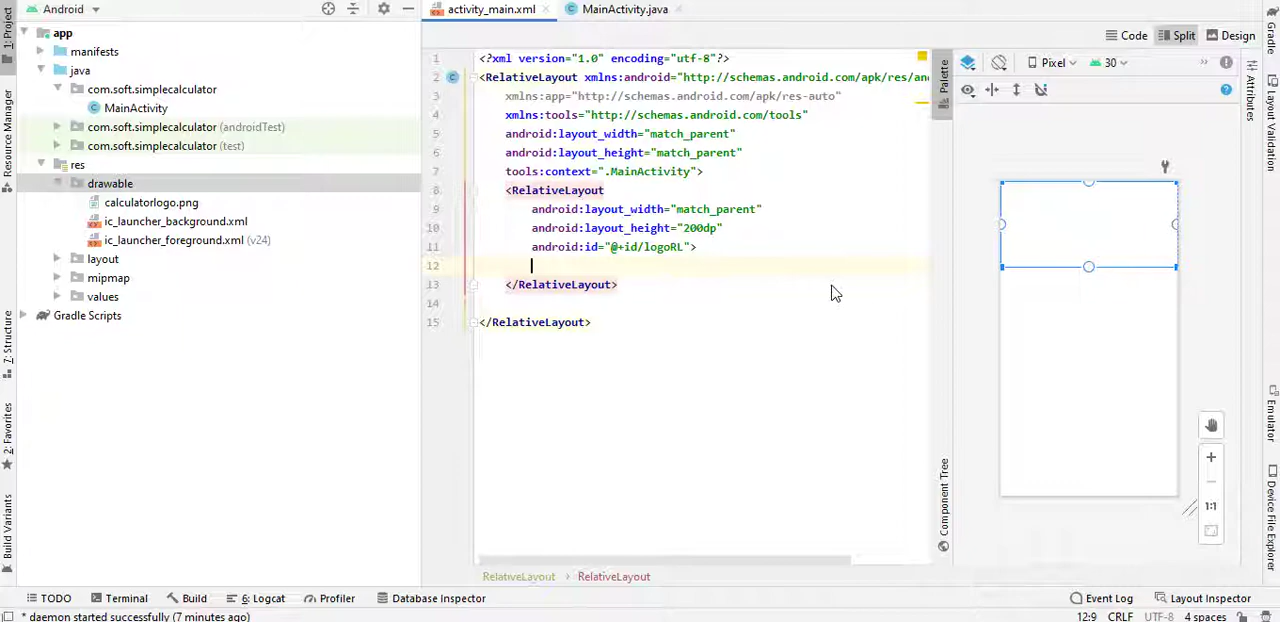 Android
activity_main.xml
MainActivity.java
Code
Split
Design
1: Project
Resource Manager
7: Structure
2: Favorites
Build Variants
app
manifests
java
com.soft.simplecalculator
MainActivity
com.soft.simplecalculator (androidTest)
com.soft.simplecalculator (test)
res
drawable
calculatorlogo.png
ic_launcher_background.xml
ic_launcher_foreground.xml (v24)
layout
mipmap
values
Gradle Scripts
1 <?xml version="1.0" encoding="utf-8"?>
2 <RelativeLayout xmlns:android="http://schemas.android.com/apk/res/an
3 xmlns:app="http://schemas.android.com/apk/res-auto"
4 xmlns:tools="http://schemas.android.com/tools"
5 android:layout_width="match_parent"
6 android:layout_height="match_parent"
7 tools:context=".MainActivity">
8 <RelativeLayout
9 android:layout_width="match_parent"
10 android:layout_height="200dp"
11 android:id="@+id/logoRL">
12
13 </RelativeLayout>
14
15 </RelativeLayout>
RelativeLayout > RelativeLayout
Palette
Component Tree
Pixel
30
1:1
Gradle
Attributes
Layout Validation
Emulator
Device File Explorer
TODO
Terminal
Build
6: Logcat
Profiler
Database Inspector
Event Log
Layout Inspector
* daemon started successfully (7 minutes ago)
12:9 CRLF UTF-8 4 spaces